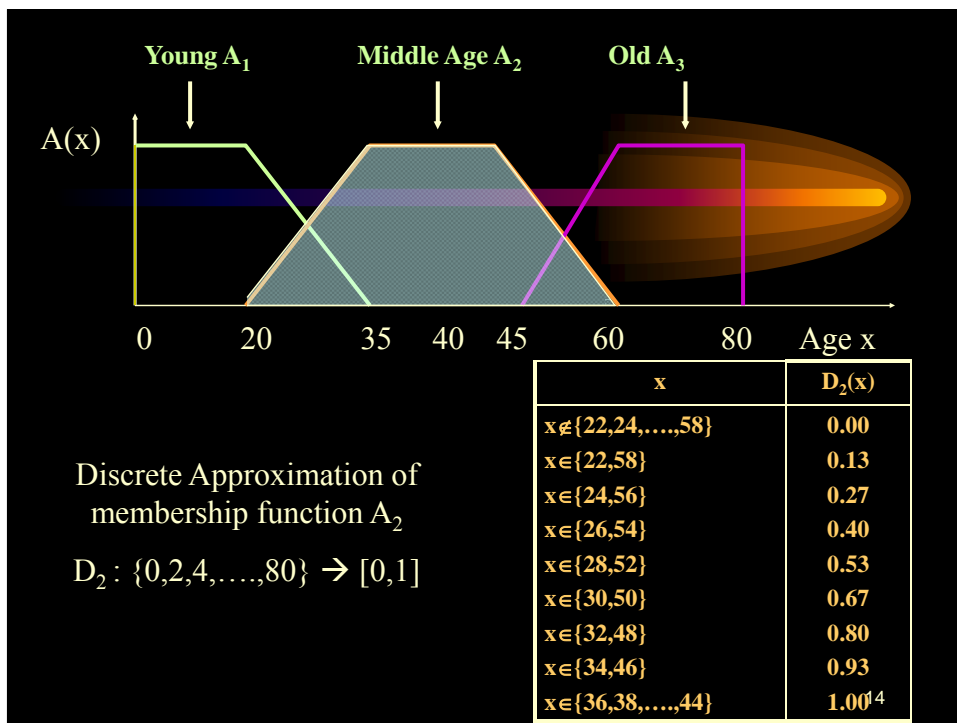 Young A₁ Middle Age A₂ Old A₃
A(x)
0 20 35 40 45 60 80 Age x
Discrete Approximation of
membership function A₂
D₂ : {0,2,4,….,80} → [0,1]
x D₂(x)
x∉{22,24,….,58} 0.00
x∈{22,58} 0.13
x∈{24,56} 0.27
x∈{26,54} 0.40
x∈{28,52} 0.53
x∈{30,50} 0.67
x∈{32,48} 0.80
x∈{34,46} 0.93
x∈{36,38,….,44} 1.00
14